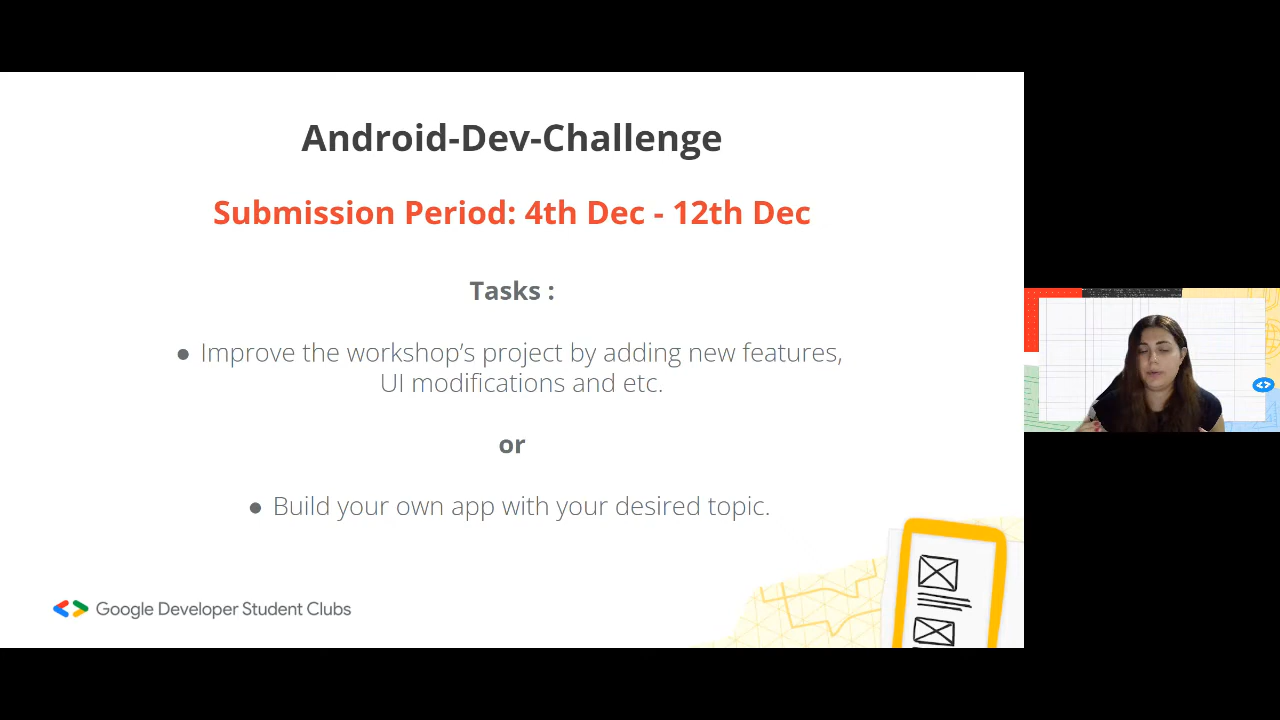 Android-Dev-Challenge
Submission Period: 4th Dec - 12th Dec
Tasks :
● Improve the workshop's project by adding new features,
UI modifications and etc.
or
● Build your own app with your desired topic.
Google Developer Student Clubs